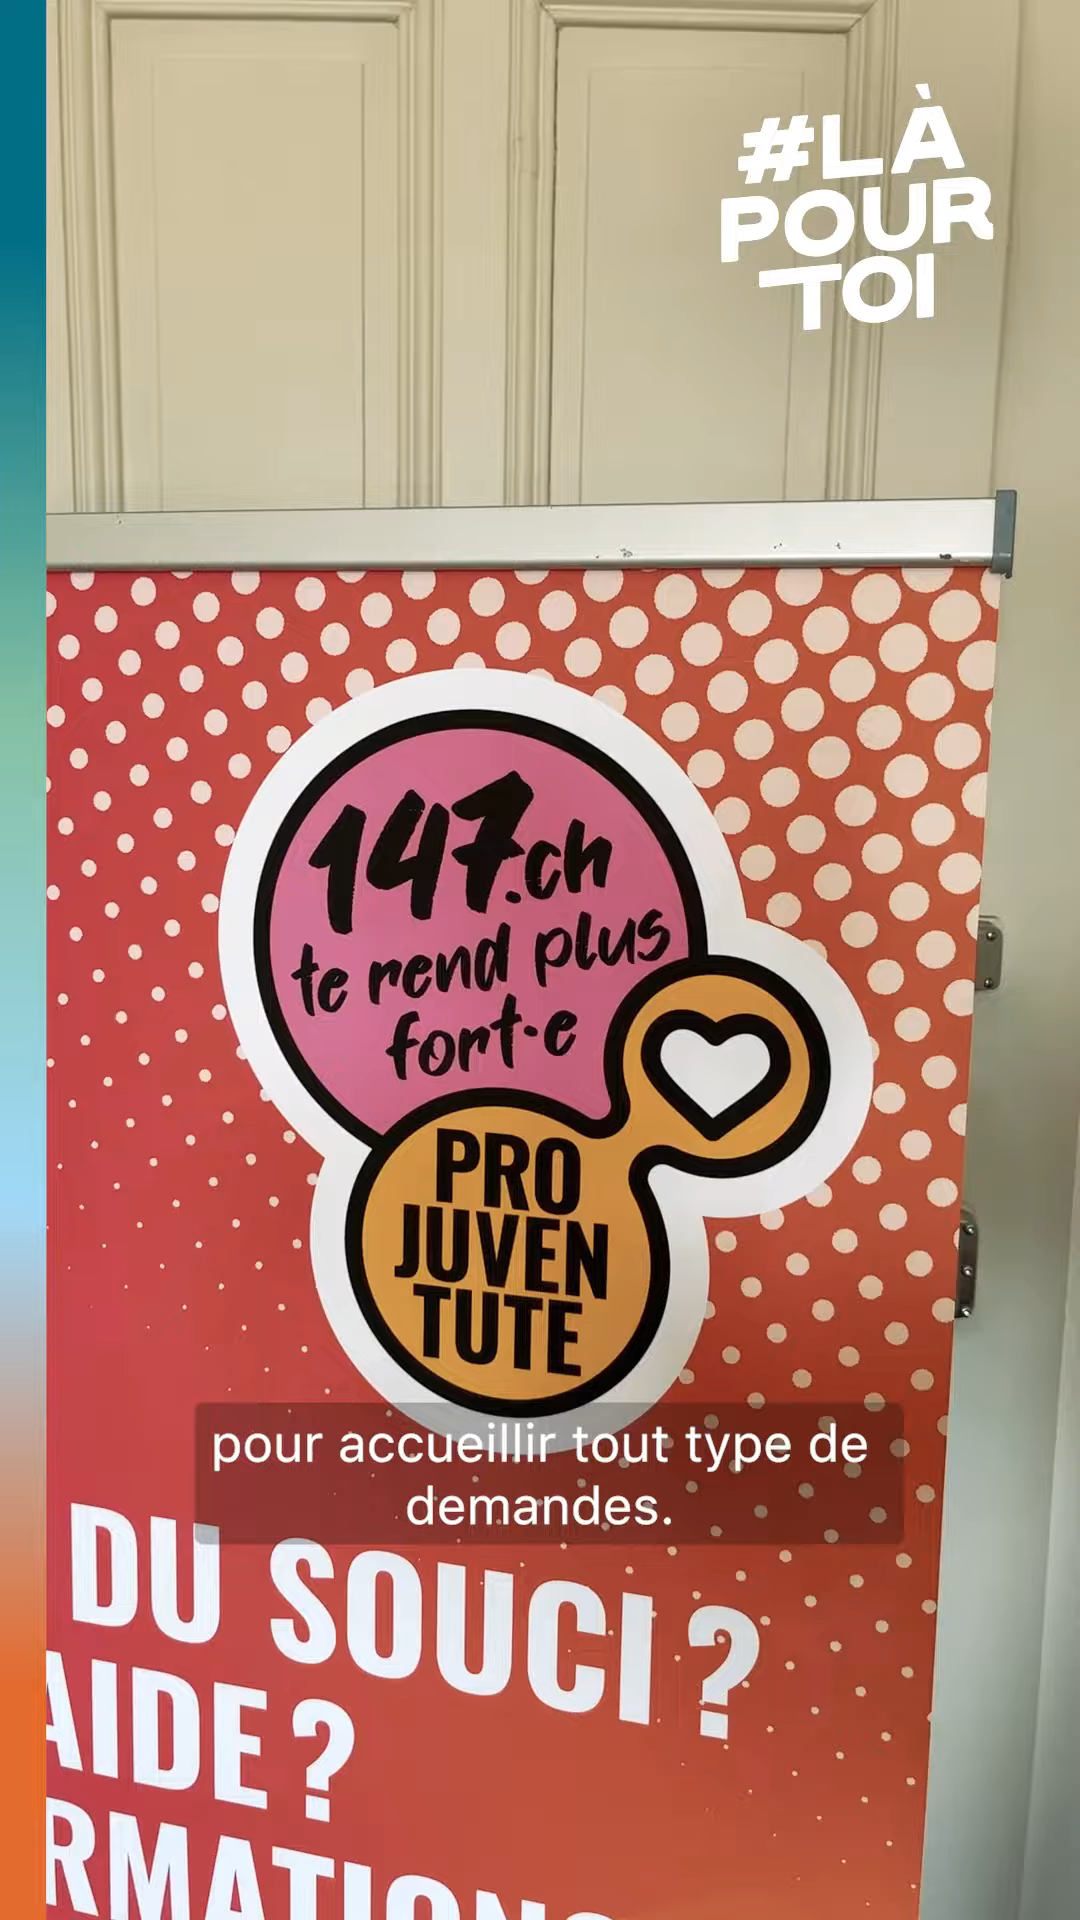 #LÀ
POUR
TOI
147.ch
te rend plus
fort·e
PRO
JUVEN
TUTE
pour accueillir tout type de
demandes.
DU SOUCI ?
AIDE ?
RMATIONS